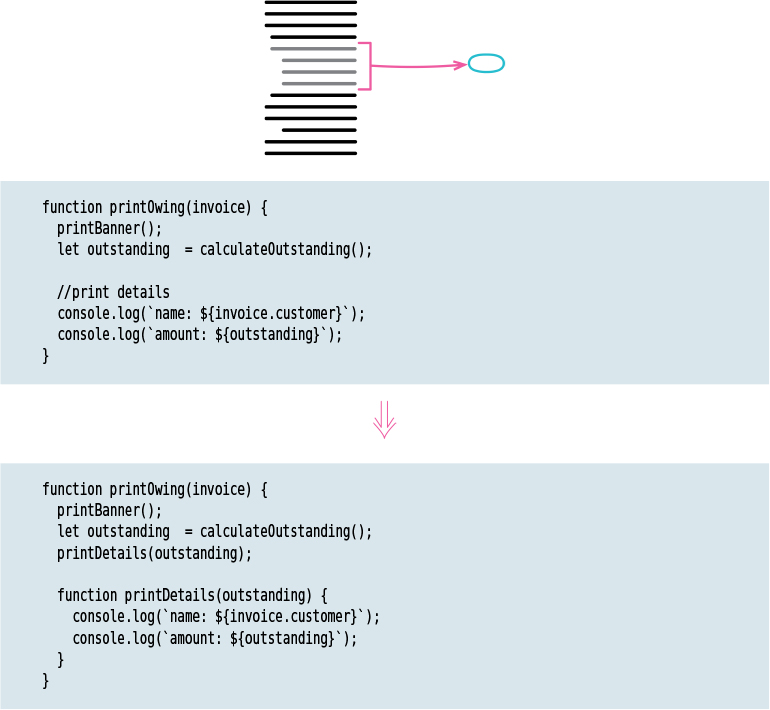 function printOwing(invoice) {
  printBanner();
  let outstanding  = calculateOutstanding();

  //print details
  console.log(`name: ${invoice.customer}`);
  console.log(`amount: ${outstanding}`);
}
function printOwing(invoice) {
  printBanner();
  let outstanding  = calculateOutstanding();
  printDetails(outstanding);

  function printDetails(outstanding) {
    console.log(`name: ${invoice.customer}`);
    console.log(`amount: ${outstanding}`);
  }
}